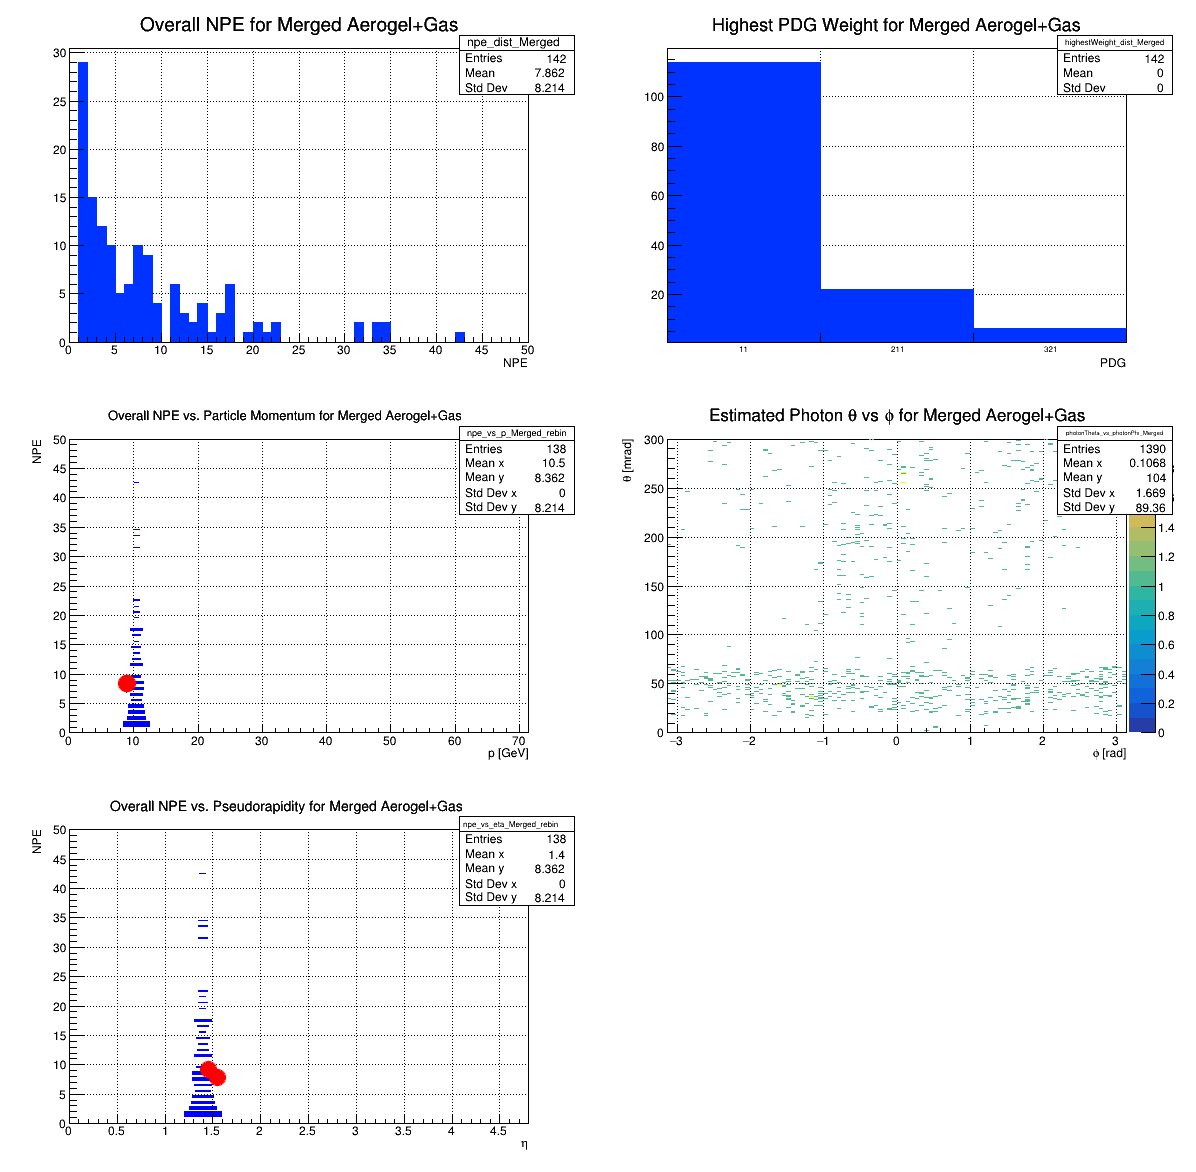 Overall NPE for Merged Aerogel+Gas
npe_dist_Merged
Entries 142
Mean 7.862
Std Dev 8.214
30
25
20
15
10
5
0
0 5 10 15 20 25 30 35 40 45 50
NPE
Highest PDG Weight for Merged Aerogel+Gas
highestWeight_dist_Merged
Entries 142
Mean 0
Std Dev 0
100
80
60
40
20
11 211 321
PDG
Overall NPE vs. Particle Momentum for Merged Aerogel+Gas
npe_vs_p_Merged_rebin
Entries 138
Mean x 10.5
Mean y 8.362
Std Dev x 0
Std Dev y 8.214
NPE
50
45
40
35
30
25
20
15
10
5
0
0 10 20 30 40 50 60 70
p [GeV]
Estimated Photon θ vs ϕ for Merged Aerogel+Gas
photonTheta_vs_photonPhi_Merged
Entries 1390
Mean x 0.1068
Mean y 104
Std Dev x 1.669
Std Dev y 89.36
θ [mrad]
300
250
200
150
100
50
0
−3 −2 −1 0 1 2 3
ϕ [rad]
1.4
1.2
1
0.8
0.6
0.4
0.2
0
Overall NPE vs. Pseudorapidity for Merged Aerogel+Gas
npe_vs_eta_Merged_rebin
Entries 138
Mean x 1.4
Mean y 8.362
Std Dev x 0
Std Dev y 8.214
NPE
50
45
40
35
30
25
20
15
10
5
0
0 0.5 1 1.5 2 2.5 3 3.5 4 4.5
η